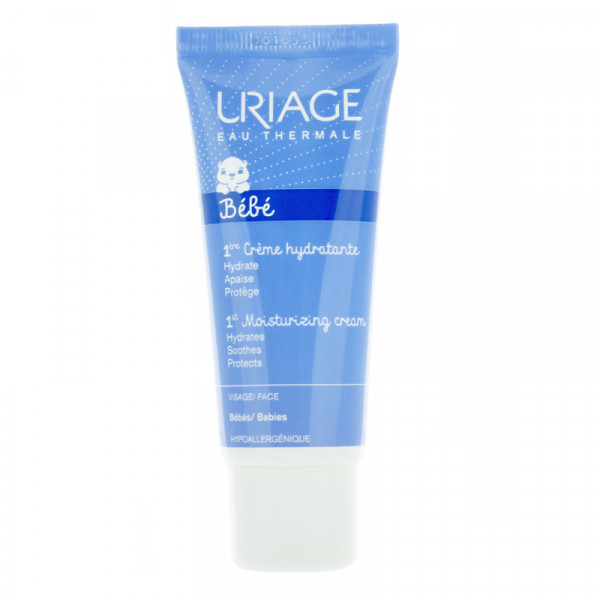 URIAGE
EAU THERMALE
Bébé
1ère Crème hydratante
Hydrate
Apaise
Protège
1st Moisturizing cream
Hydrates
Soothes
Protects
VISAGE/ FACE
Bébés/ Babies
HYPOALLERGÉNIQUE